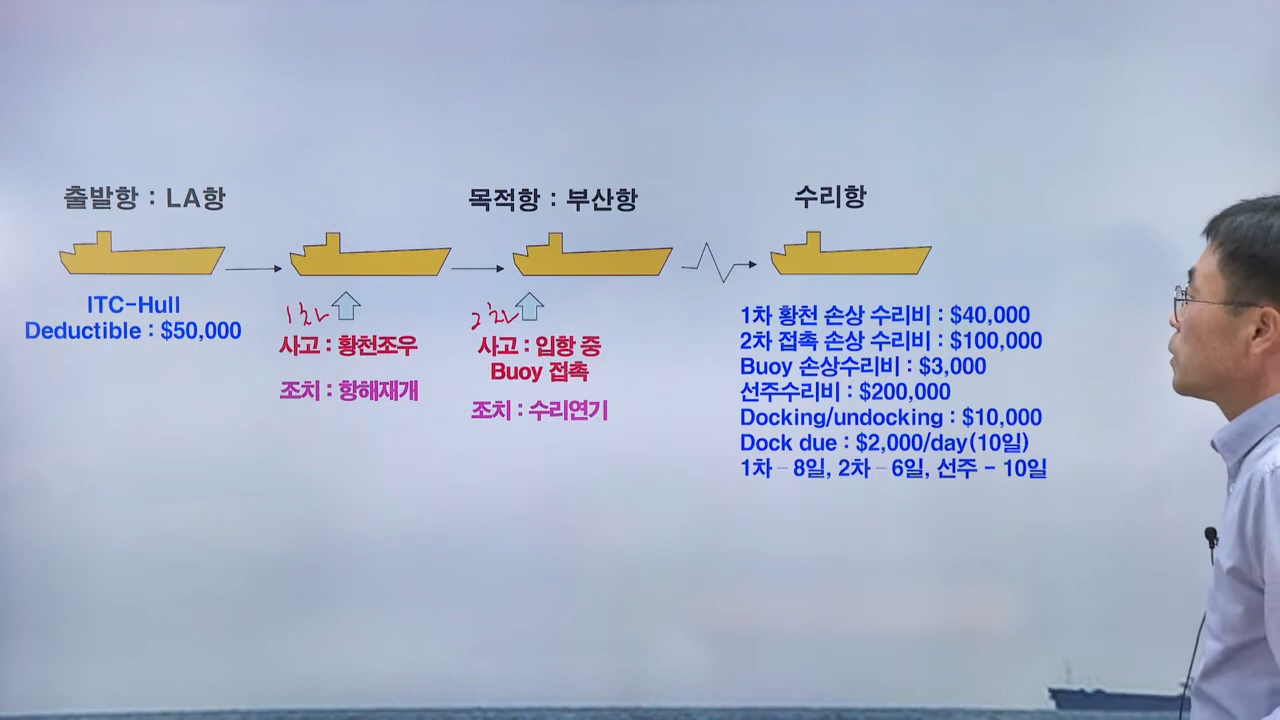 출발항 : LA항
ITC-Hull
Deductible : $50,000
1차
사고 : 황천조우
조치 : 항해재개
목적항 : 부산항
2차
사고 : 입항 중
Buoy 접촉
조치 : 수리연기
수리항
1차 황천 손상 수리비 : $40,000
2차 접촉 손상 수리비 : $100,000
Buoy 손상수리비 : $3,000
선주수리비 : $200,000
Docking/undocking : $10,000
Dock due : $2,000/day(10일)
1차 - 8일, 2차 - 6일, 선주 - 10일